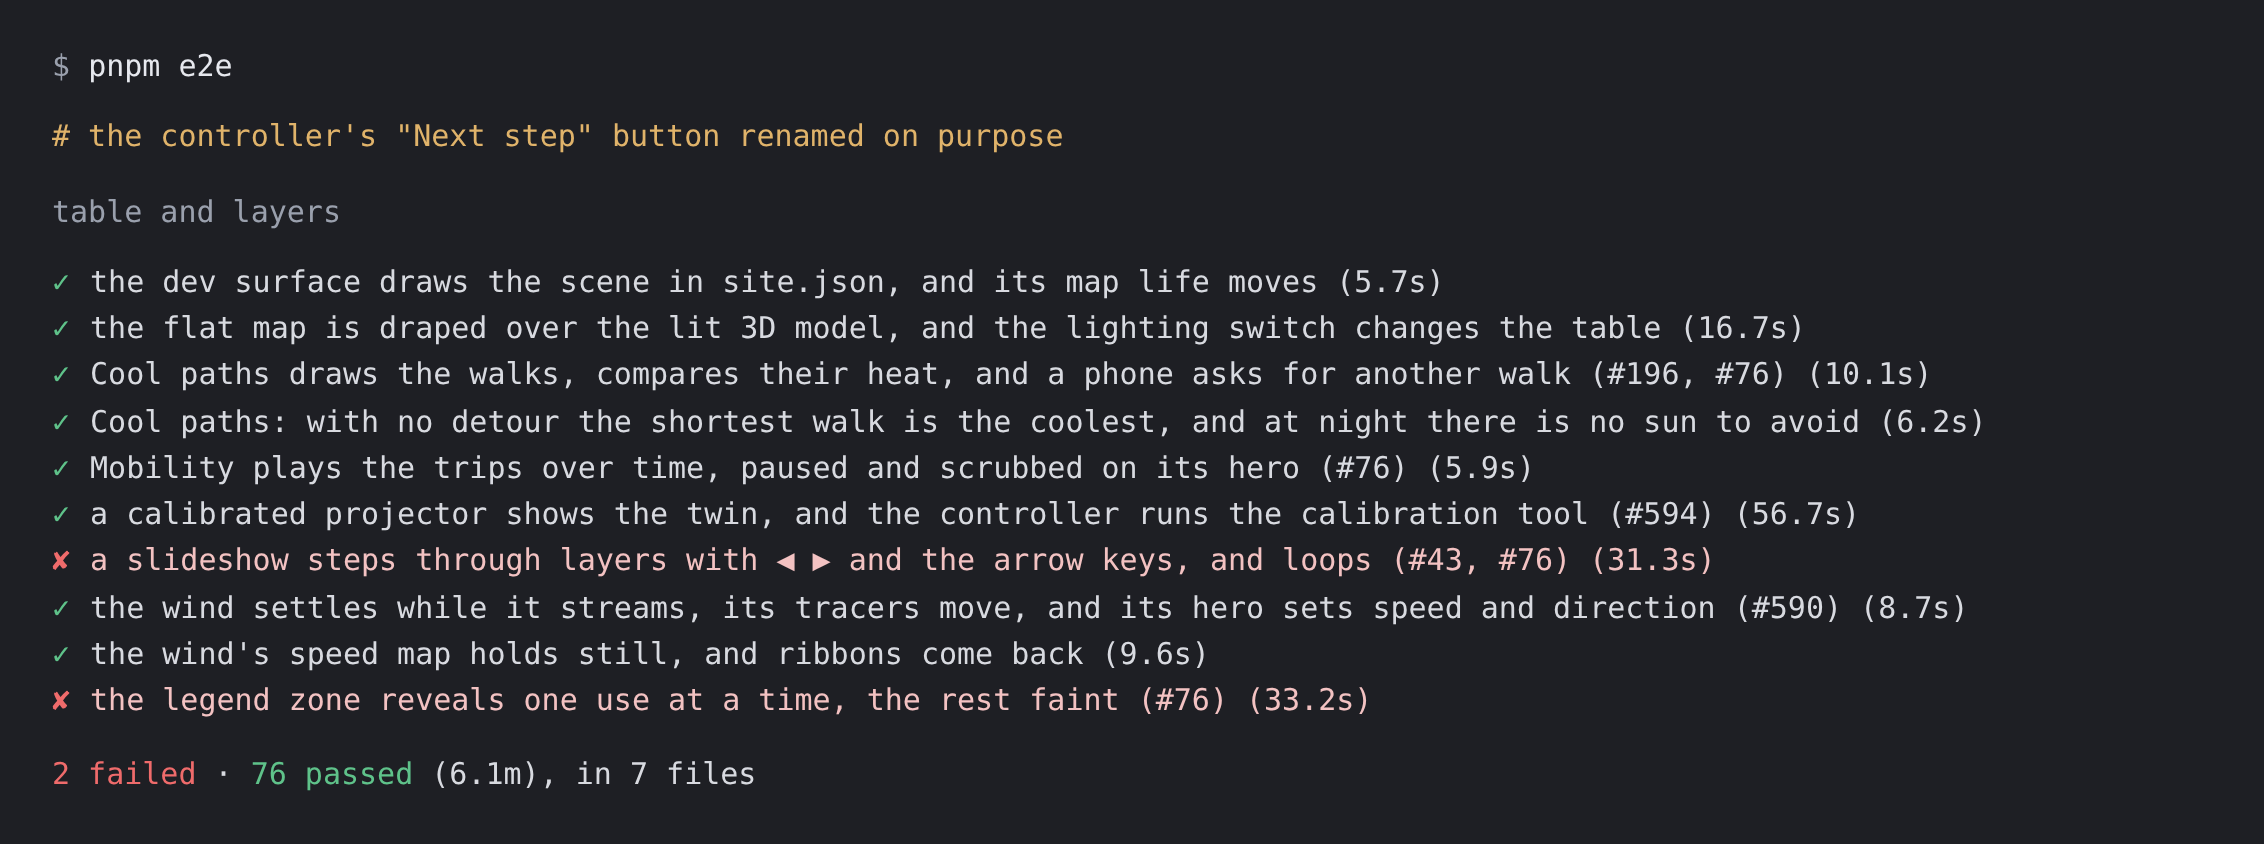 $ pnpm e2e
# the controller's "Next step" button renamed on purpose
table and layers
✓ the dev surface draws the scene in site.json, and its map life moves (5.7s)
✓ the flat map is draped over the lit 3D model, and the lighting switch changes the table (16.7s)
✓ Cool paths draws the walks, compares their heat, and a phone asks for another walk (#196, #76) (10.1s)
✓ Cool paths: with no detour the shortest walk is the coolest, and at night there is no sun to avoid (6.2s)
✓ Mobility plays the trips over time, paused and scrubbed on its hero (#76) (5.9s)
✓ a calibrated projector shows the twin, and the controller runs the calibration tool (#594) (56.7s)
✘ a slideshow steps through layers with ◀ ▶ and the arrow keys, and loops (#43, #76) (31.3s)
✓ the wind settles while it streams, its tracers move, and its hero sets speed and direction (#590) (8.7s)
✓ the wind's speed map holds still, and ribbons come back (9.6s)
✘ the legend zone reveals one use at a time, the rest faint (#76) (33.2s)
2 failed · 76 passed (6.1m), in 7 files